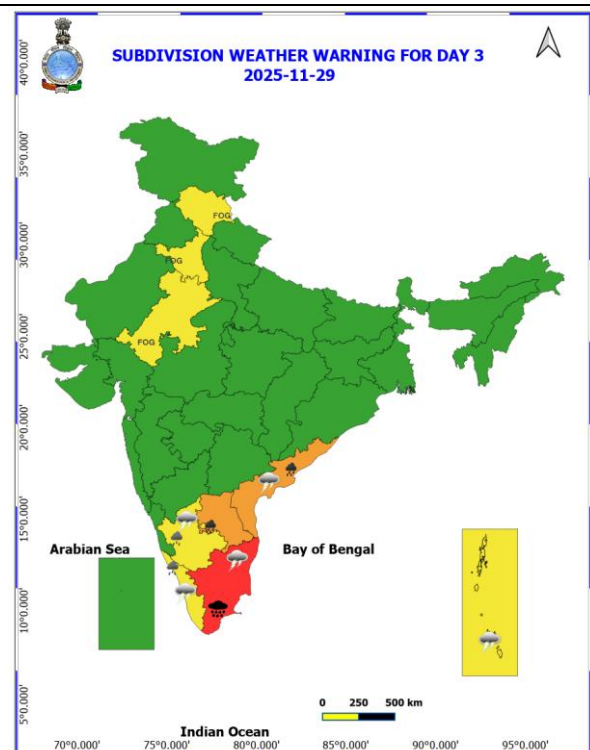 SUBDIVISION WEATHER WARNING FOR DAY 3
2025-11-29
40°0.000'
35°0.000'
FOG
30°0.000'
FOG
25°0.000'
FOG
20°0.000'
15°0.000'
Arabian Sea
Bay of Bengal
10°0.000'
5°0.000'
0 250 500 km
Indian Ocean
70°0.000' 75°0.000' 80°0.000' 85°0.000' 90°0.000' 95°0.000'